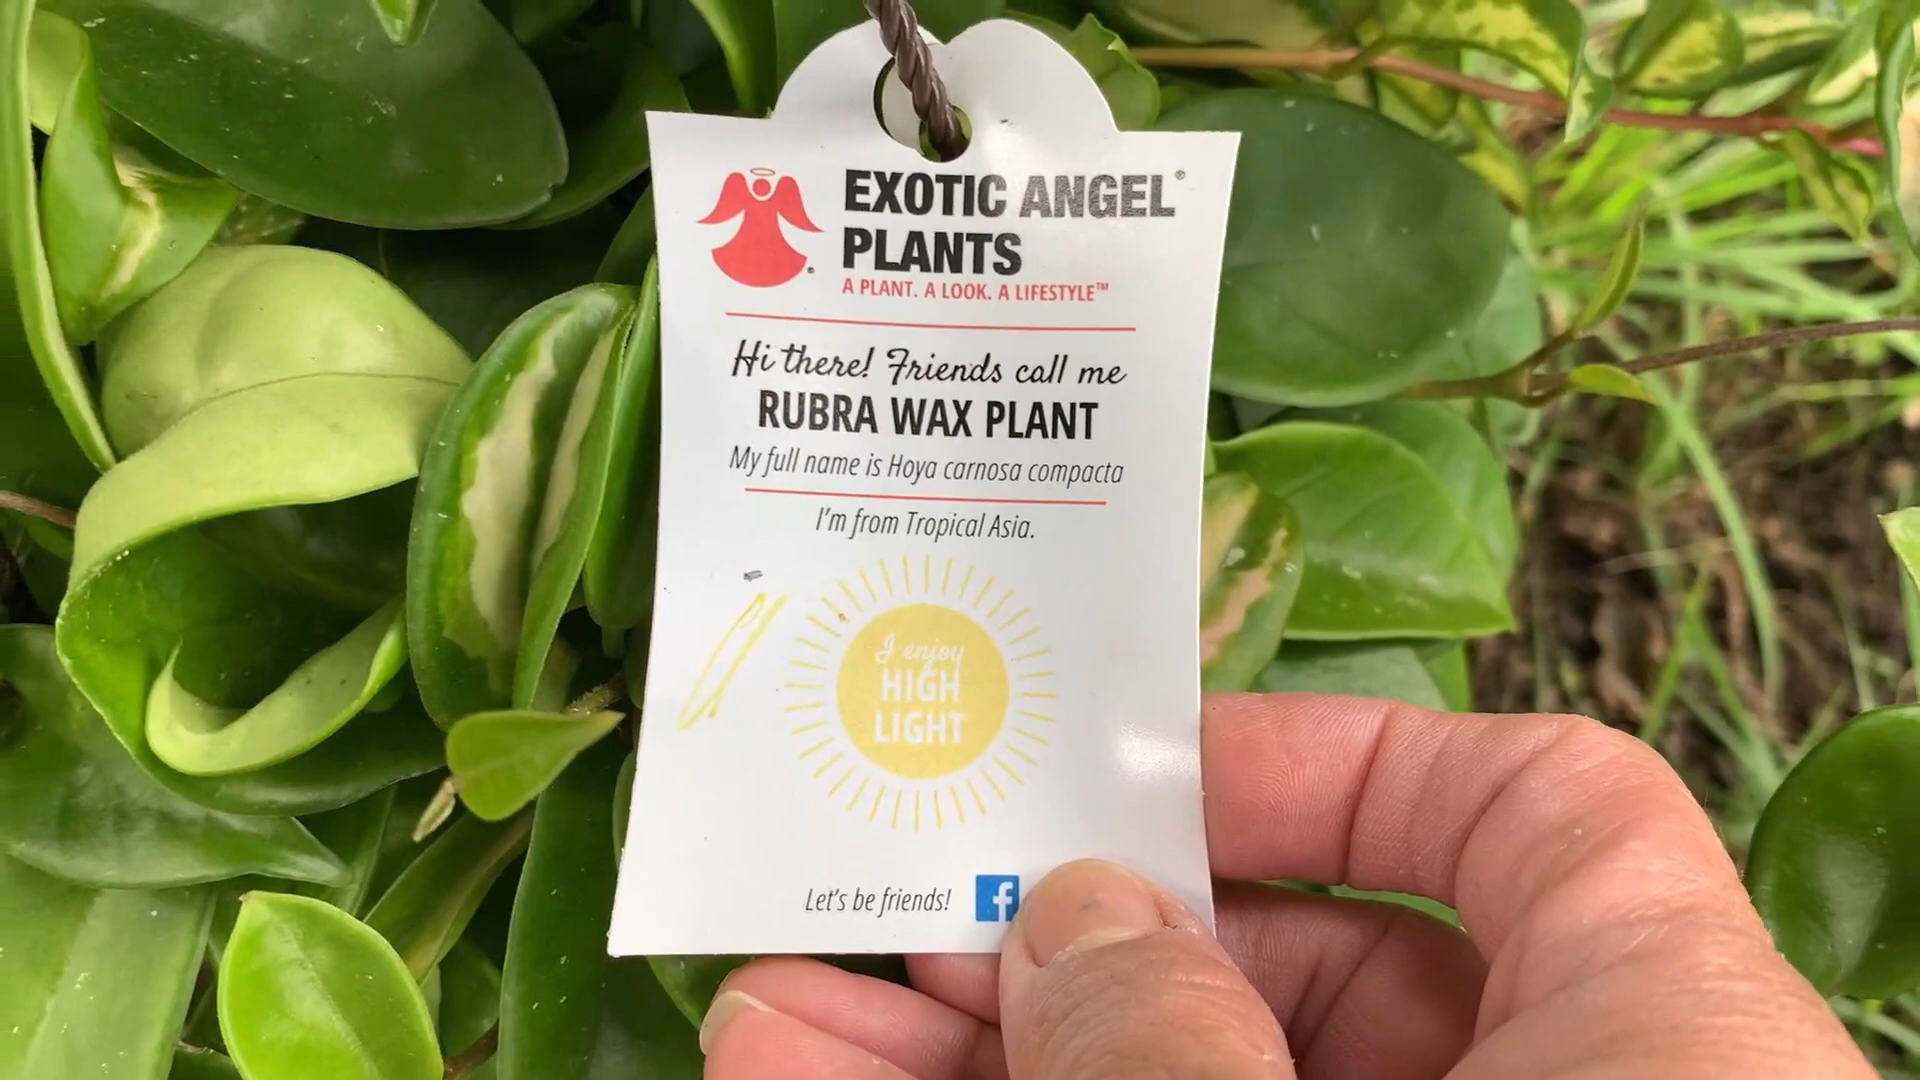 EXOTIC ANGEL®
PLANTS
A PLANT. A LOOK. A LIFESTYLE™
Hi there! Friends call me
RUBRA WAX PLANT
My full name is Hoya carnosa compacta
I'm from Tropical Asia.
I enjoy
HIGH
LIGHT
Let's be friends! f